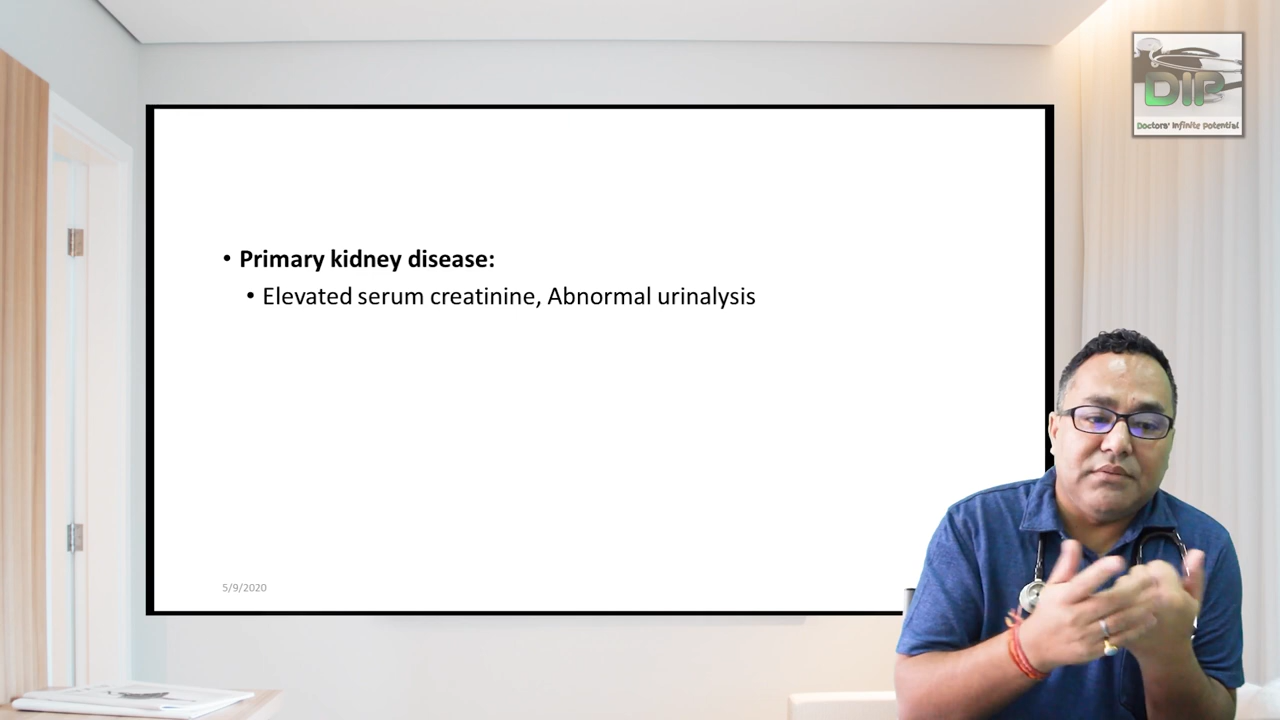 DIP
Doctors' Infinite Potential
• Primary kidney disease:
• Elevated serum creatinine, Abnormal urinalysis
5/9/2020